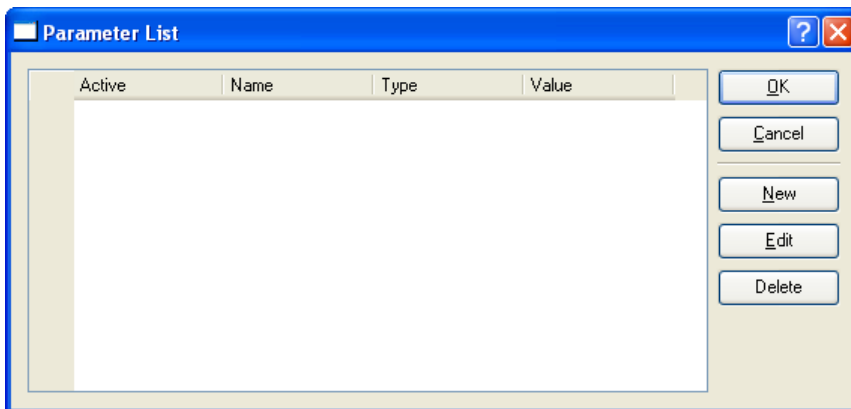 Parameter List
?
Active Name Type Value
OK
Cancel
New
Edit
Delete